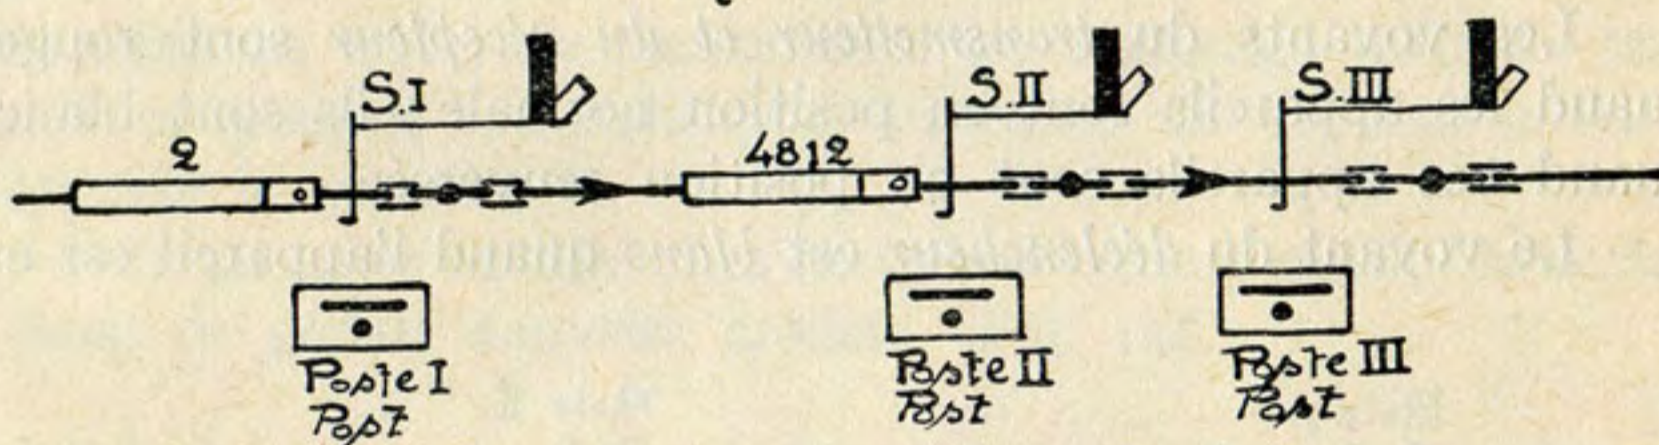 S.I
S.II
S.III
2
4812
Poste I
Post
Poste II
Post
Poste III
Post